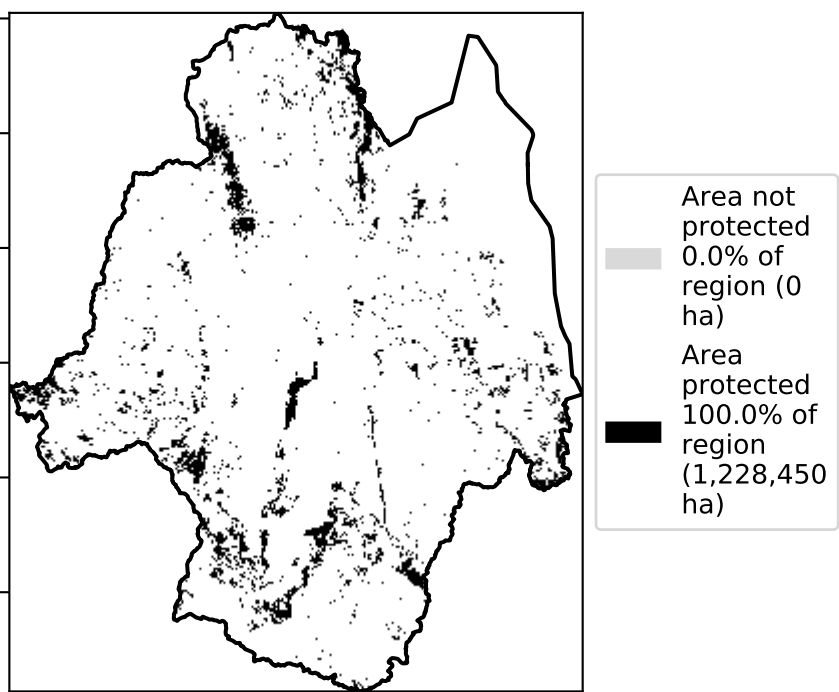 Area not
protected
0.0% of
region (0
ha)
Area
protected
100.0% of
region
(1,228,450
ha)